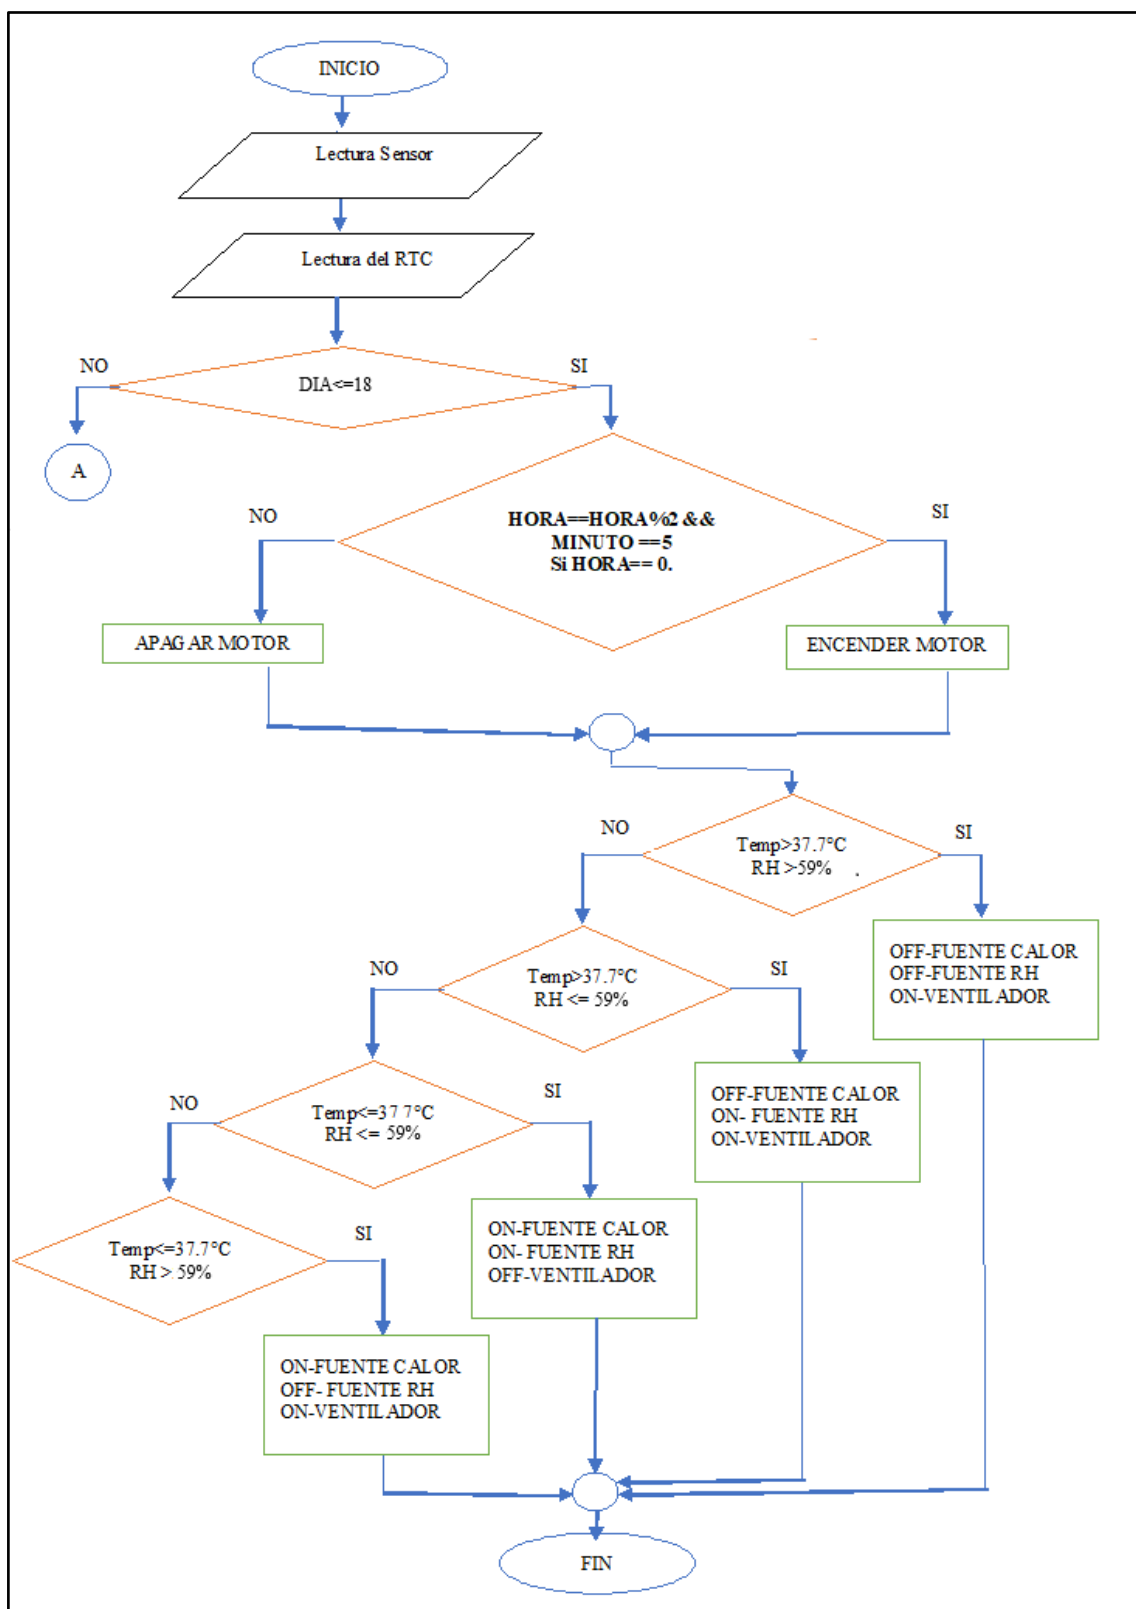 INICIO
Lectura Sensor
Lectura del RTC
NO
SI
DIA<=18
A
NO
SI
HORA==HORA%2 &&
MINUTO ==5
Si HORA== 0.
APAGAR MOTOR
ENCENDER MOTOR
NO
SI
Temp>37.7°C
RH >59%
NO
SI
Temp>37.7°C
RH <= 59%
OFF-FUENTE CALOR
OFF-FUENTE RH
ON-VENTILADOR
NO
SI
Temp<=37.7°C
RH <= 59%
OFF-FUENTE CALOR
ON- FUENTE RH
ON-VENTILADOR
SI
Temp<=37.7°C
RH > 59%
ON-FUENTE CALOR
ON- FUENTE RH
OFF-VENTILADOR
ON-FUENTE CALOR
OFF- FUENTE RH
ON-VENTILADOR
FIN